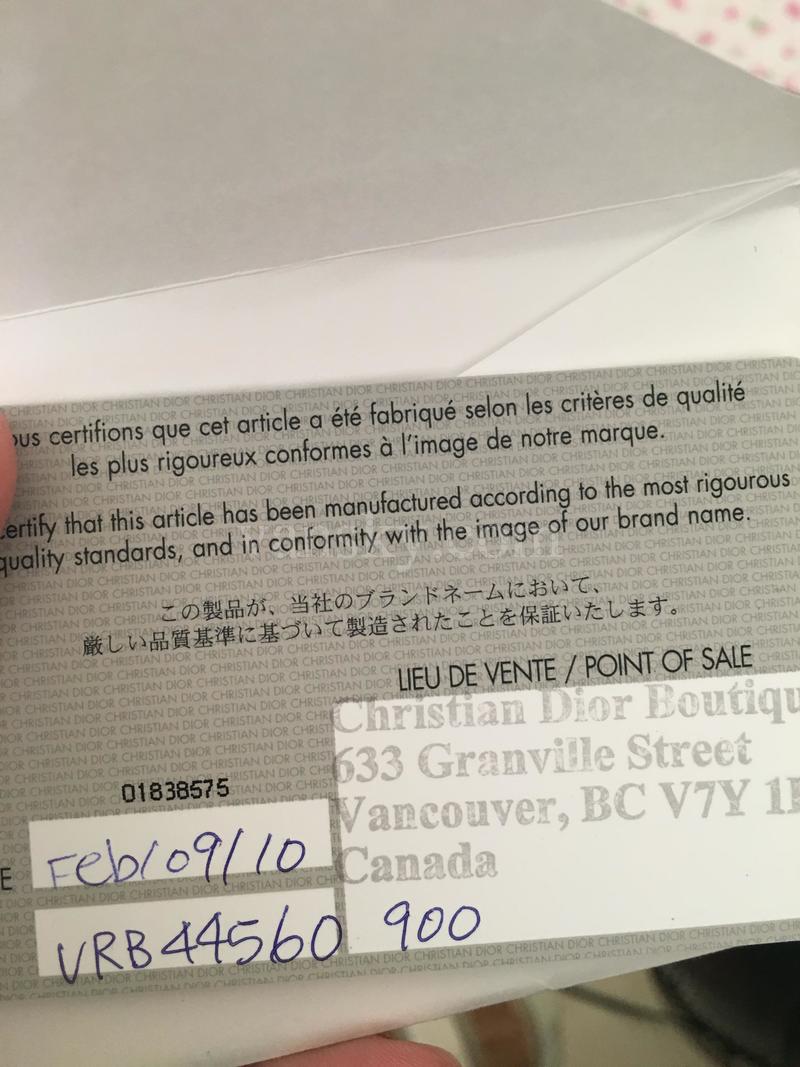 certifions que cet article a été fabriqué selon les critères de qualité
les plus rigoureux conformes à l'image de notre marque.
certify that this article has been manufactured according to the most rigourous
quality standards, and in conformity with the image of our brand name.
この製品が、当社のブランドネームにおいて、
厳しい品質基準に基づいて製造されたことを保証いたします。
LIEU DE VENTE / POINT OF SALE
Christian Dior Boutiqu
633 Granville Street
Vancouver, BC V7Y
Canada
01838575
E Feb/09/10
VRB44560 900